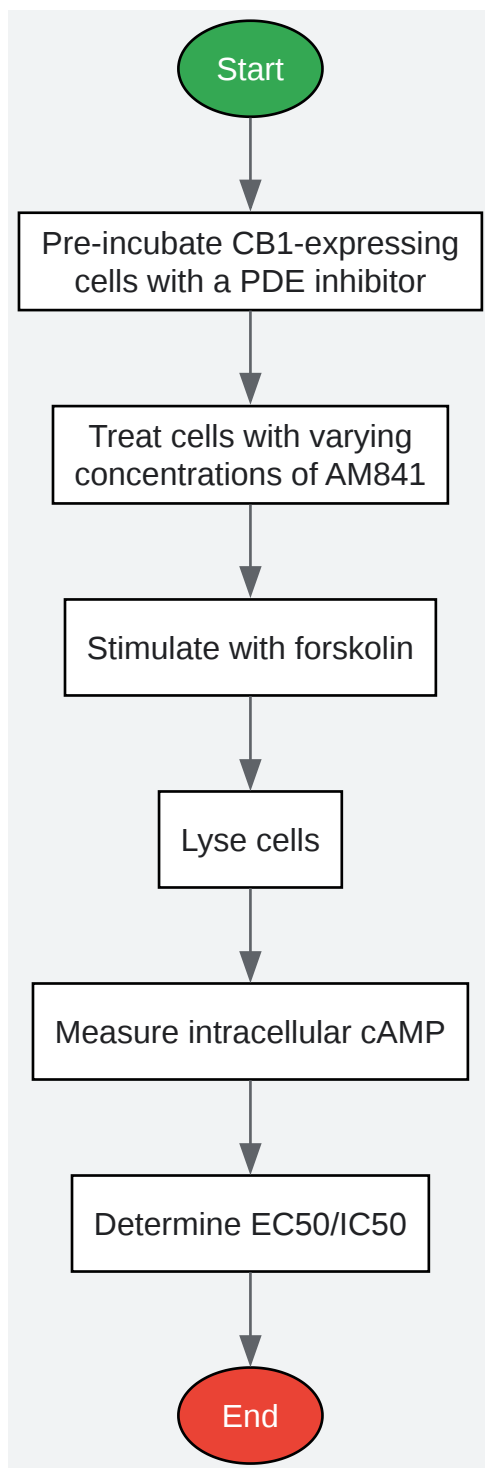 Start
Pre-incubate CB1-expressing
cells with a PDE inhibitor
Treat cells with varying
concentrations of AM841
Stimulate with forskolin
Lyse cells
Measure intracellular cAMP
Determine EC50/IC50
End